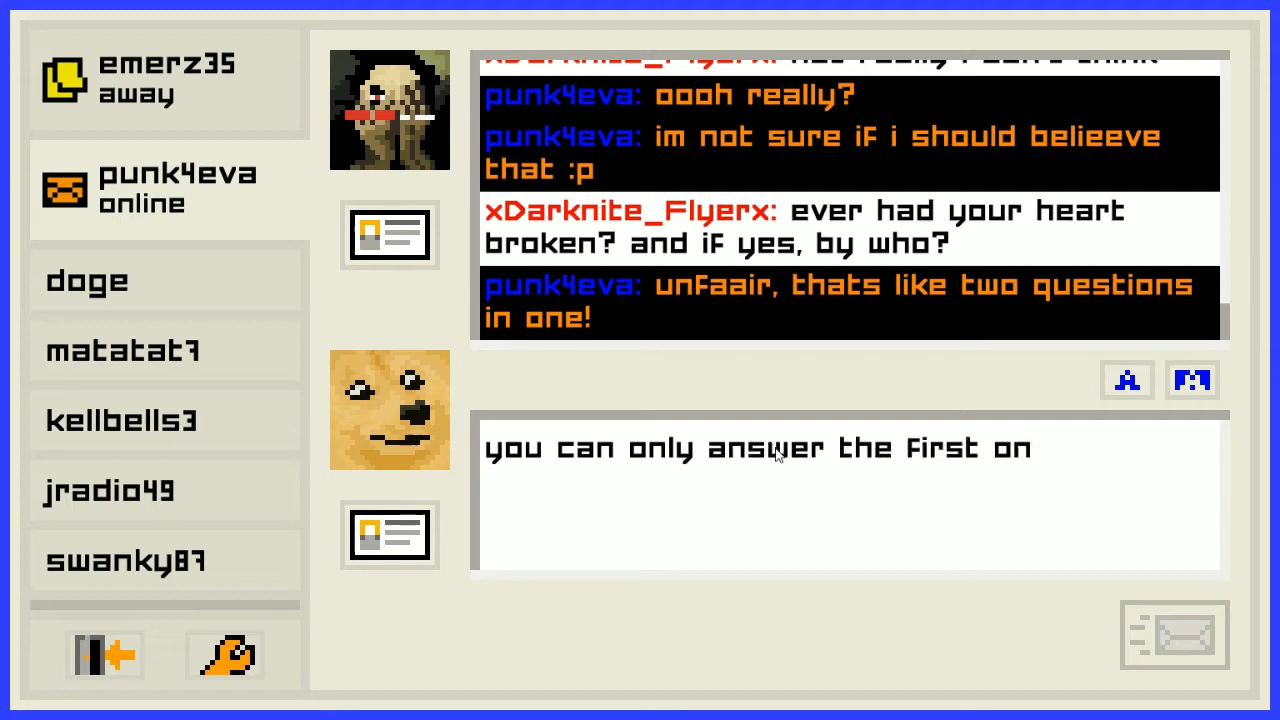 emerz35
away
punk4eva
online
doge
matatat7
kellbells3
jradio49
swanky87
punk4eva: oooh really?
punk4eva: im not sure if i should belieeve
that :p
xDarknite_Flyerx: ever had your heart
broken? and if yes, by who?
punk4eva: unfaair, thats like two questions
in one!
A
you can only answer the first on